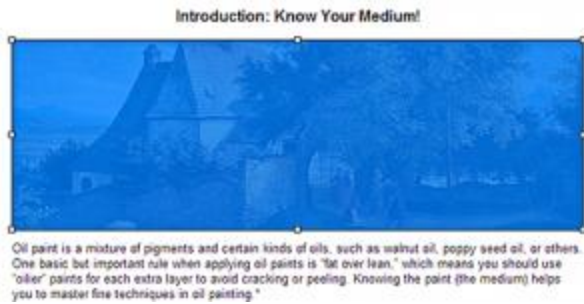 Introduction: Know Your Medium!
Oil paint is a mixture of pigments and certain kinds of oils, such as walnut oil, poppy seed oil, or others.
One basic but important rule when applying oil paints is "fat over lean," which means you should use
"oilier" paints for each extra layer to avoid cracking or peeling. Knowing the paint (the medium) helps
you to master fine techniques in oil painting."